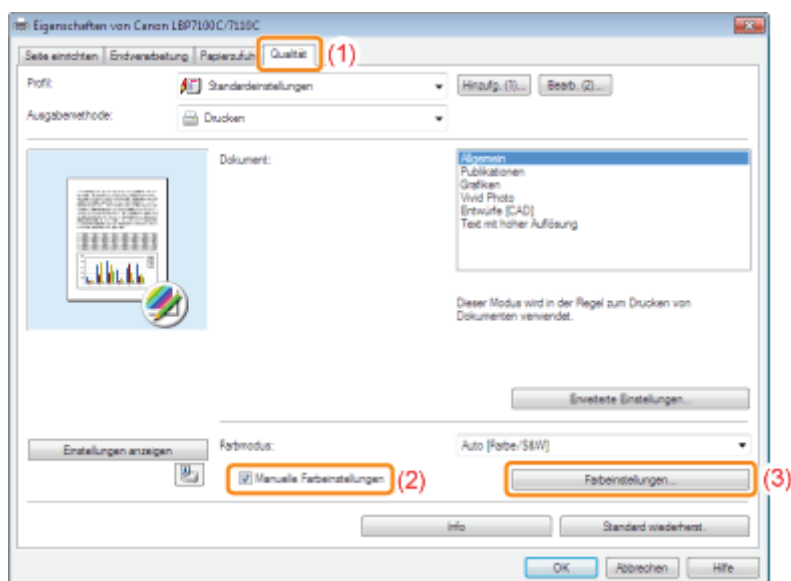 Eigenschaften von Canon LBP7100C/7110C
Seite einrichten Endverarbeitung Papierzufuhr Qualität (1)
Profil: Standardeinstellungen Hinzufg. (1)... Bearb. (2)...
Ausgabemethode: Drucken
Dokument: Allgemein
Publikationen
Grafiken
Vivid Photo
Entwürfe [CAD]
Text mit hoher Auflösung
Dieser Modus wird in der Regel zum Drucken von
Dokumenten verwendet.
Erweiterte Einstellungen...
Einstellungen anzeigen Farbmodus: Auto [Farbe/S&W]
Manuelle Farbeinstellungen (2) Farbeinstellungen... (3)
Info Standard wiederherst.
OK Abbrechen Hilfe